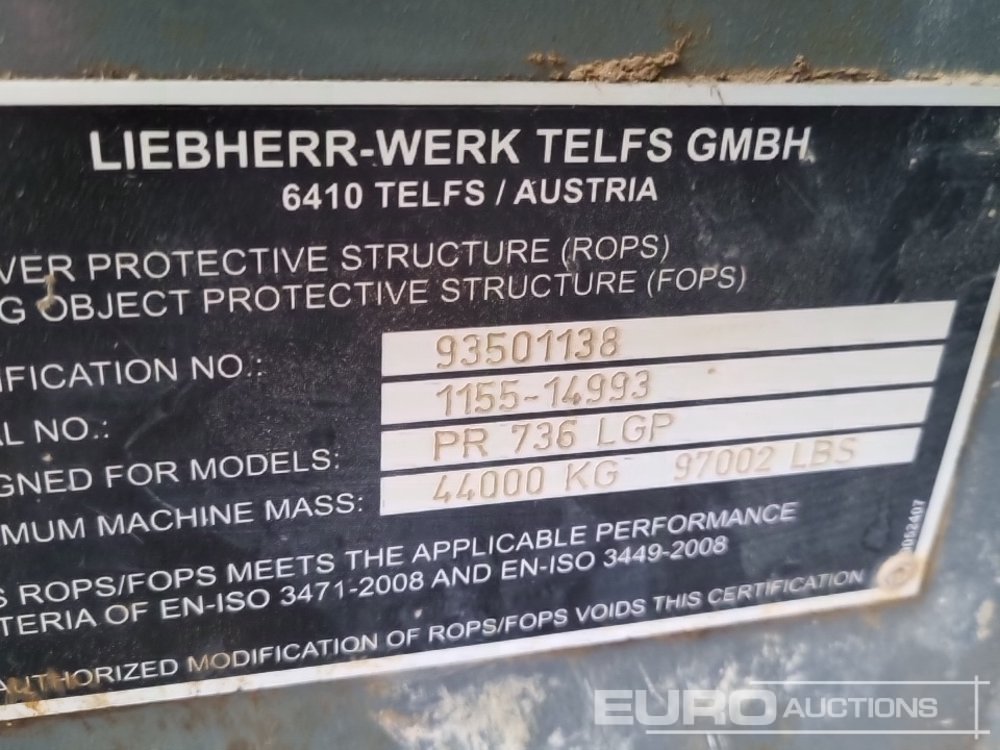 LIEBHERR-WERK TELFS GMBH
6410 TELFS / AUSTRIA
VER PROTECTIVE STRUCTURE (ROPS)
G OBJECT PROTECTIVE STRUCTURE (FOPS)
IFICATION NO.: 93501138
AL NO.: 1155-14993
GNED FOR MODELS: PR 736 LGP
MUM MACHINE MASS: 44000 KG 97002 LBS
S ROPS/FOPS MEETS THE APPLICABLE PERFORMANCE
TERIA OF EN-ISO 3471-2008 AND EN-ISO 3449-2008
AUTHORIZED MODIFICATION OF ROPS/FOPS VOIDS THIS CERTIFICATION
EURO AUCTIONS